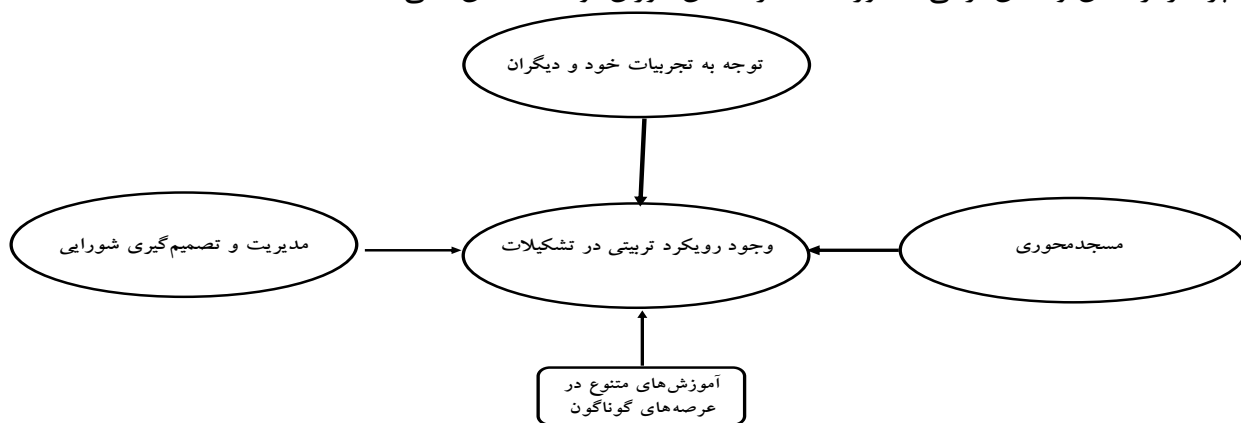 توجه به تجربیات خود و دیگران
مسجدمحوری
وجود رویکرد تربیتی در تشکیلات
مدیریت و تصمیم‌گیری شورایی
آموزش‌های متنوع در
عرصه‌های گوناگون